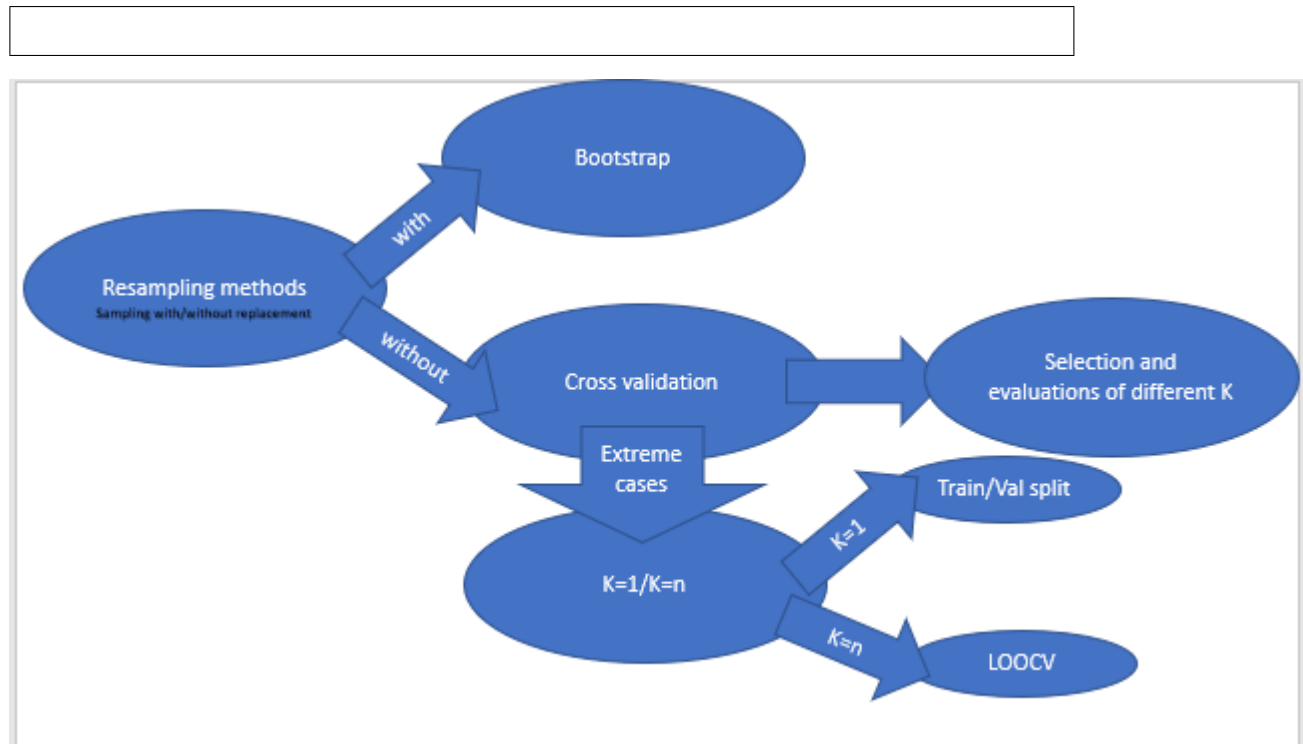 Bootstrap
with
Resampling methods
Sampling with/without replacement
without
Cross validation
Selection and
evaluations of different K
Extreme
cases
Train/Val split
K=1
K=1/K=n
K=n
LOOCV